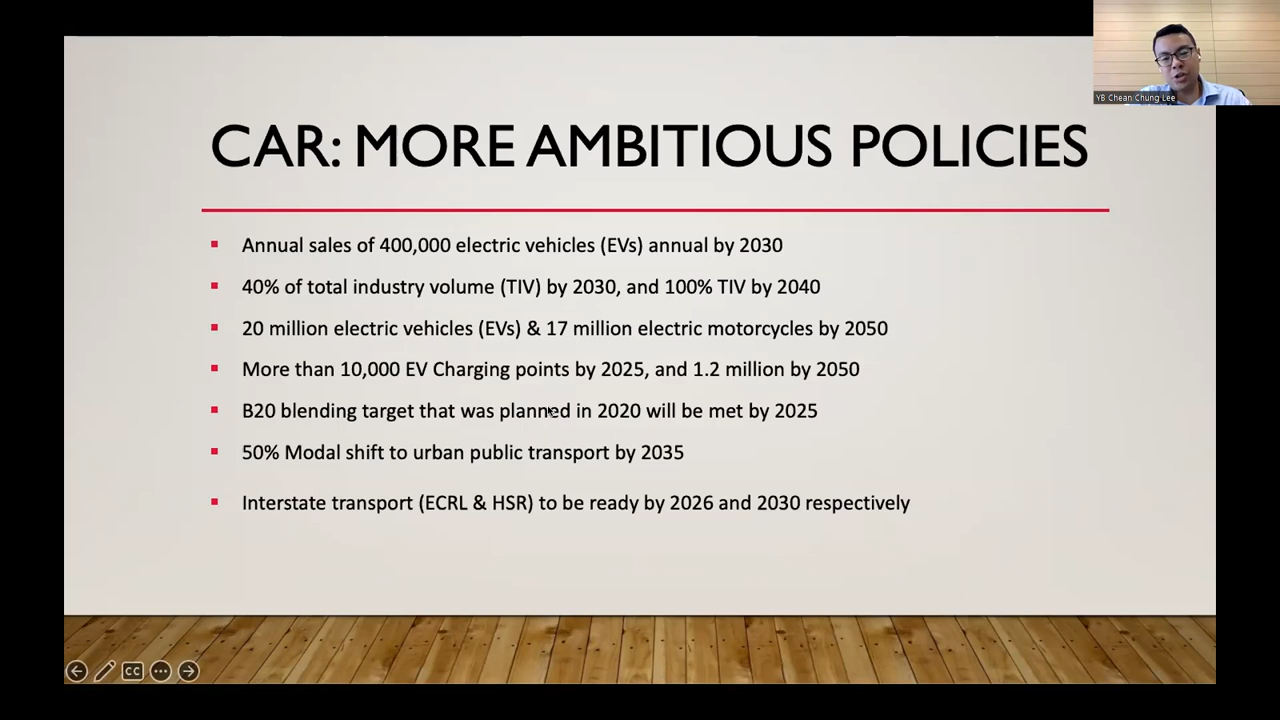 YB Chean Chung Lee
CAR: MORE AMBITIOUS POLICIES
Annual sales of 400,000 electric vehicles (EVs) annual by 2030
40% of total industry volume (TIV) by 2030, and 100% TIV by 2040
20 million electric vehicles (EVs) & 17 million electric motorcycles by 2050
More than 10,000 EV Charging points by 2025, and 1.2 million by 2050
B20 blending target that was planned in 2020 will be met by 2025
50% Modal shift to urban public transport by 2035
Interstate transport (ECRL & HSR) to be ready by 2026 and 2030 respectively
CC